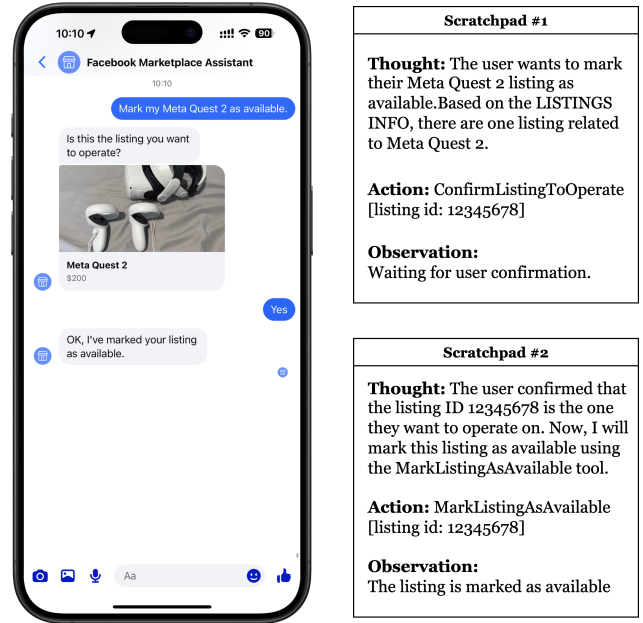 10:10
90
Facebook Marketplace Assistant
10:10
Mark my Meta Quest 2 as available.
Is this the listing you want
to operate?
Meta Quest 2
$200
Yes
OK, I've marked your listing
as available.
Aa
Scratchpad #1
Thought: The user wants to mark
their Meta Quest 2 listing as
available.Based on the LISTINGS
INFO, there are one listing related
to Meta Quest 2.
Action: ConfirmListingToOperate
[listing id: 12345678]
Observation:
Waiting for user confirmation.
Scratchpad #2
Thought: The user confirmed that
the listing ID 12345678 is the one
they want to operate on. Now, I will
mark this listing as available using
the MarkListingAsAvailable tool.
Action: MarkListingAsAvailable
[listing id: 12345678]
Observation:
The listing is marked as available